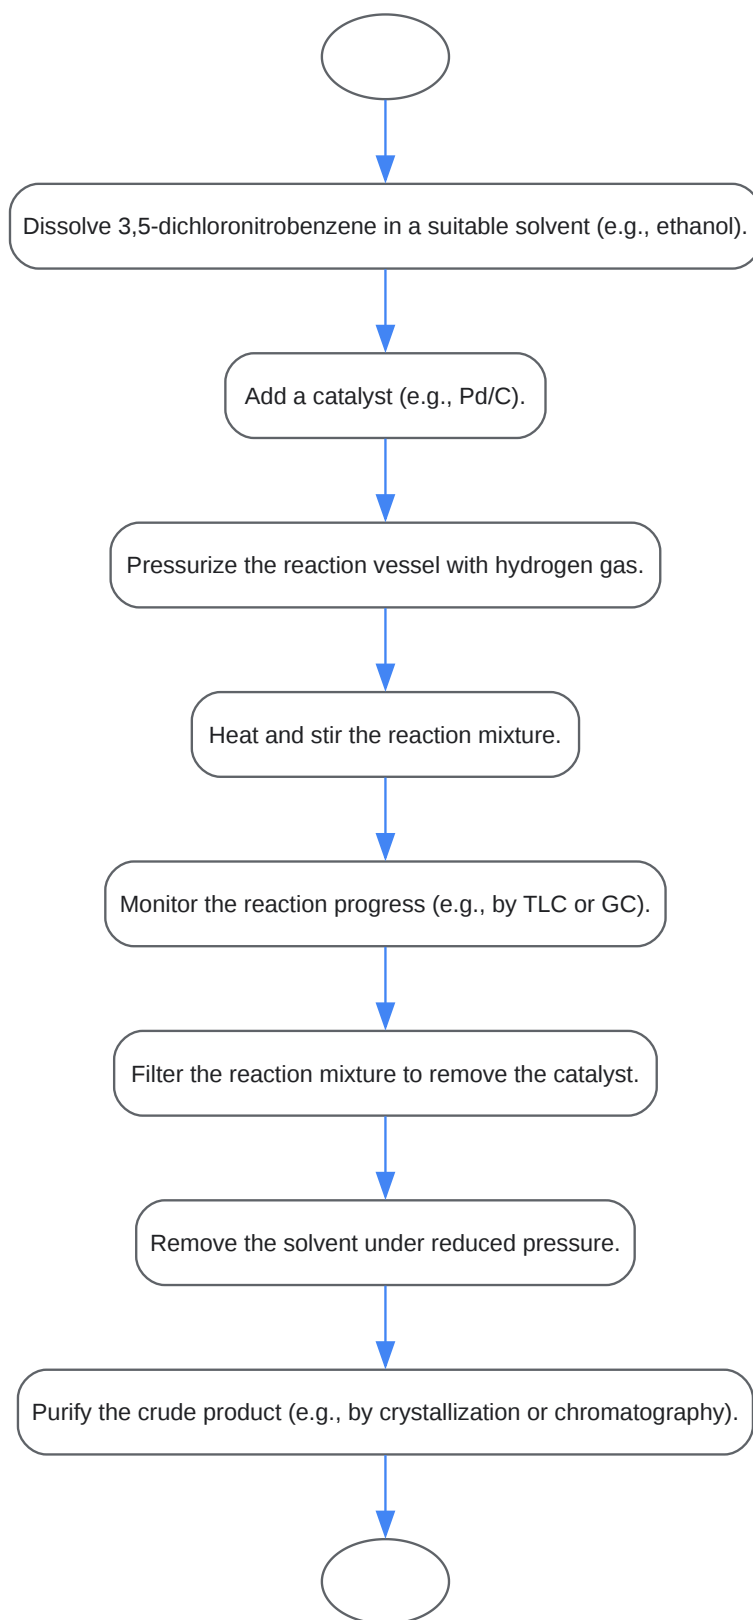 Dissolve 3,5-dichloronitrobenzene in a suitable solvent (e.g., ethanol).
Add a catalyst (e.g., Pd/C).
Pressurize the reaction vessel with hydrogen gas.
Heat and stir the reaction mixture.
Monitor the reaction progress (e.g., by TLC or GC).
Filter the reaction mixture to remove the catalyst.
Remove the solvent under reduced pressure.
Purify the crude product (e.g., by crystallization or chromatography).